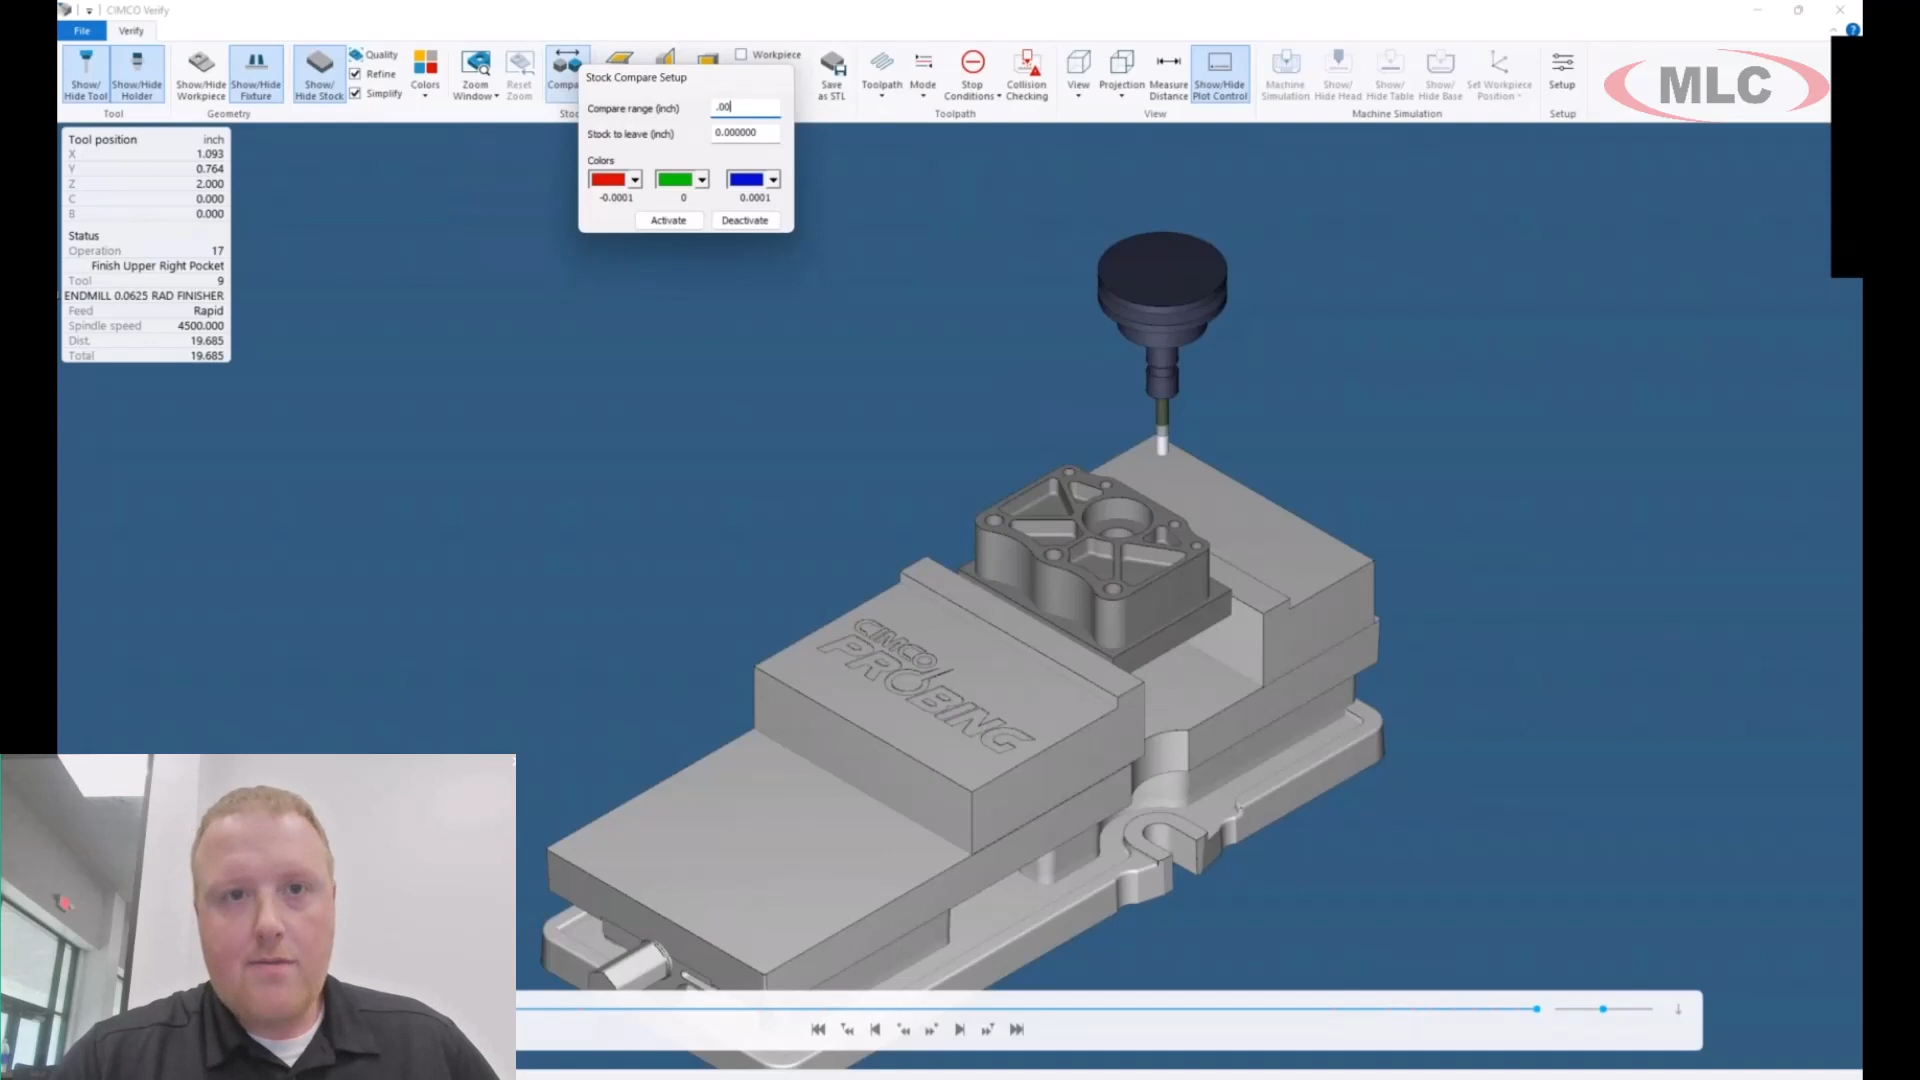 CIMCO Verify
File
Verify
Show/
Hide Tool
Show/Hide
Holder
Tool
Show/Hide
Workpiece
Show/Hide
Fixture
Geometry
Show/
Hide Stock
Quality
Refine
Simplify
Colors
Zoom
Window
Reset
Zoom
Workpiece
Save
as STL
Toolpath
Mode
Stop
Conditions
Collision
Checking
Toolpath
View
Projection
Measure
Distance
Show/Hide
Plot Control
View
Machine
Simulation
Show/
Hide Head
Show/
Hide Table
Show/
Hide Base
Set Workpiece
Position
Machine Simulation
Setup
Setup
MLC
Stock Compare Setup
Compare range (inch)
.00
Stock to leave (inch)
0.000000
Colors
-0.0001
0
0.0001
Activate
Deactivate
Tool position inch
X 1.093
Y 0.764
Z 2.000
C 0.000
B 0.000
Status
Operation 17
Finish Upper Right Pocket
Tool 9
ENDMILL 0.0625 RAD FINISHER
Feed Rapid
Spindle speed 4500.000
Dist. 19.685
Total 19.685
CIMCO
PROBING